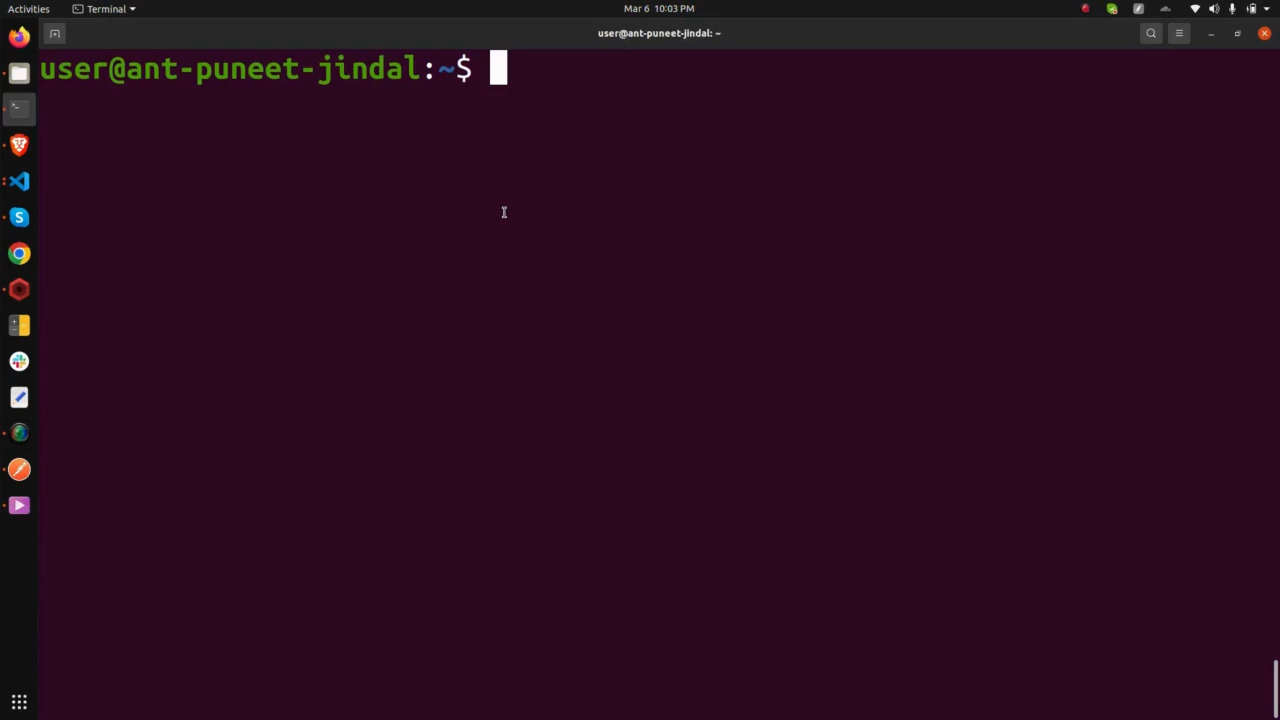 Activities
Terminal
Mar 6 10:03 PM
user@ant-puneet-jindal: ~
user@ant-puneet-jindal:~$